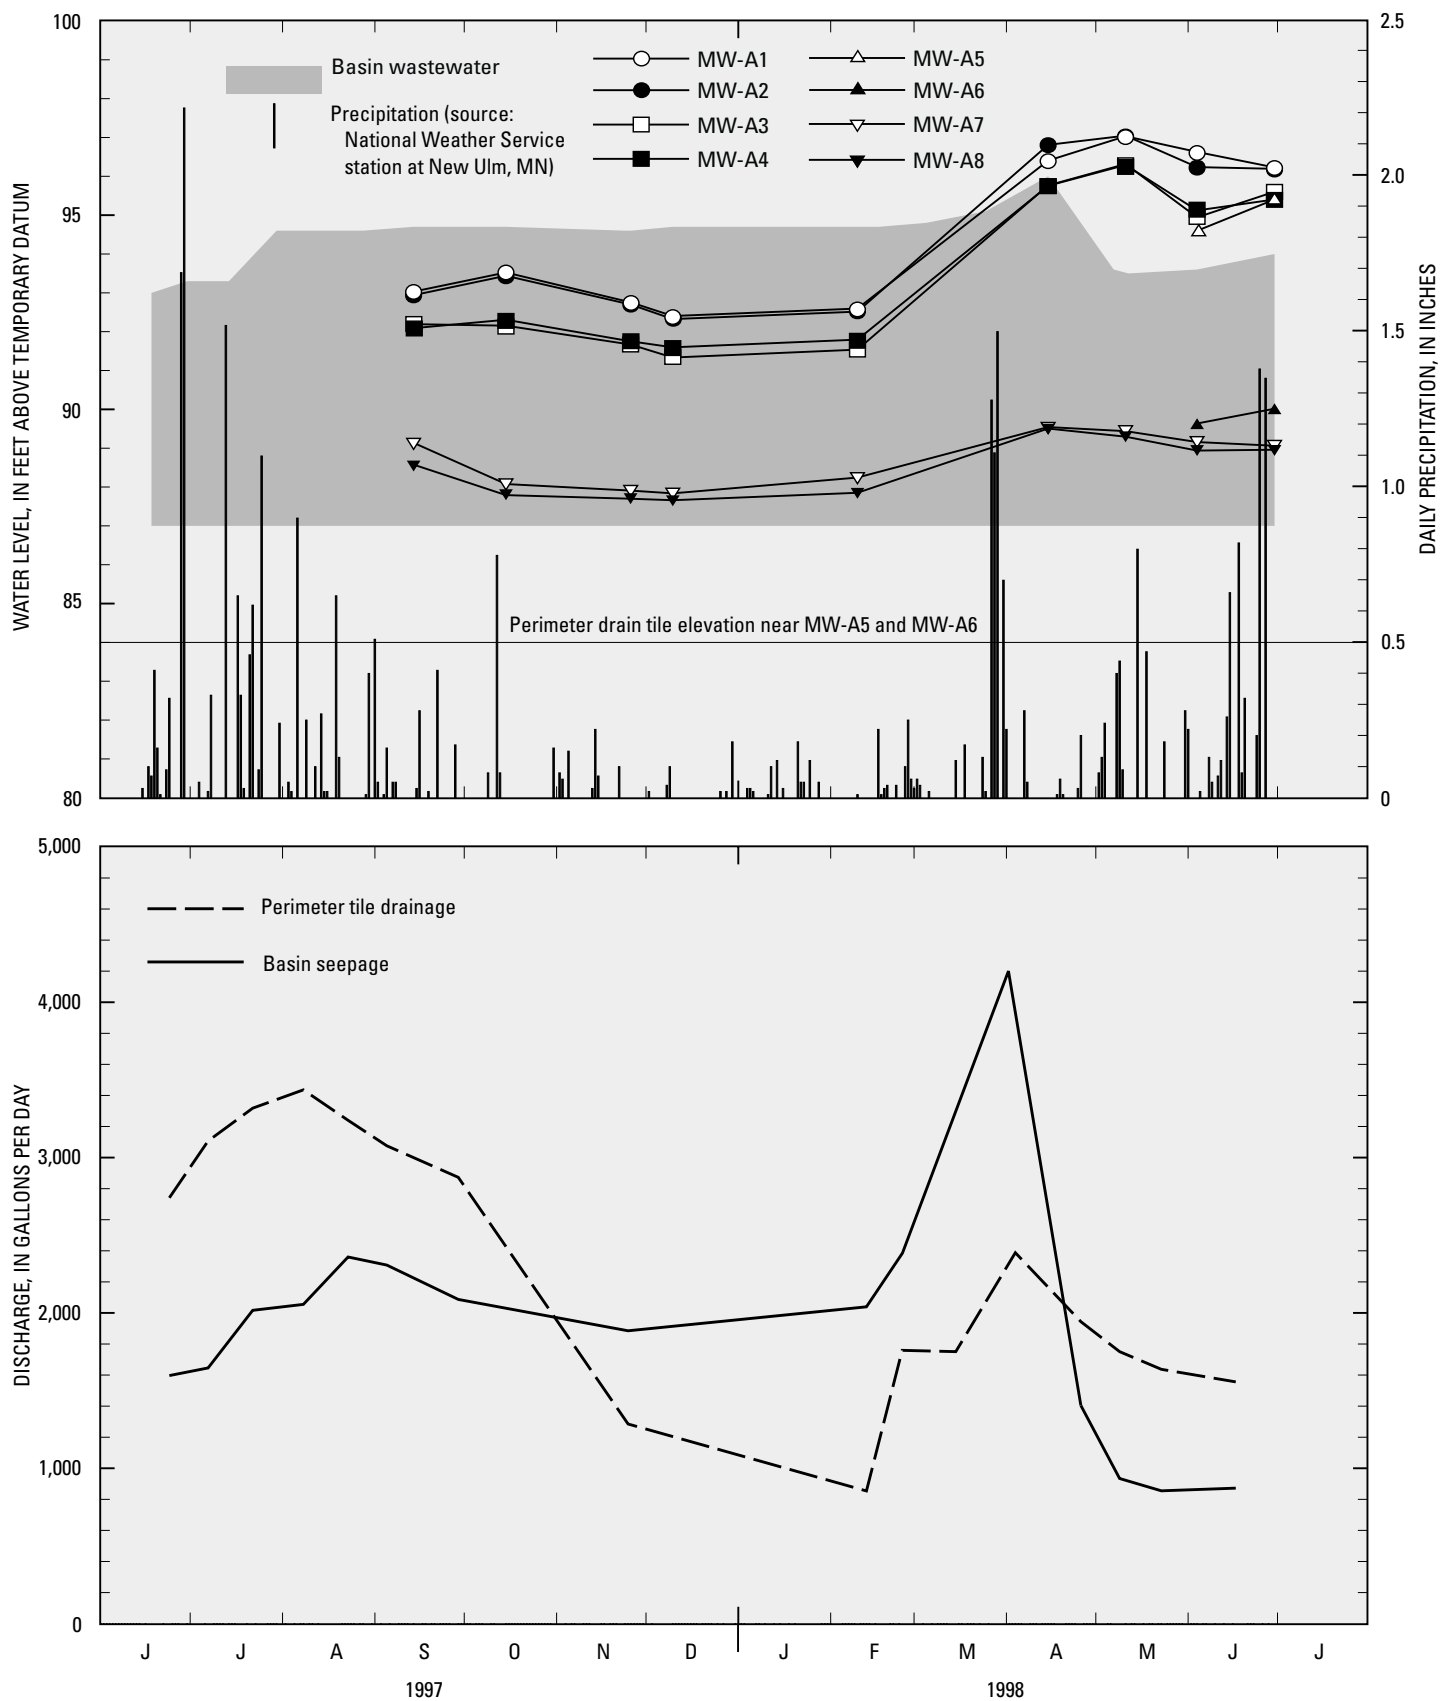 100
95
90
85
80
WATER LEVEL, IN FEET ABOVE TEMPORARY DATUM
Basin wastewater
Precipitation (source:
National Weather Service
station at New Ulm, MN)
MW-A1
MW-A2
MW-A3
MW-A4
MW-A5
MW-A6
MW-A7
MW-A8
Perimeter drain tile elevation near MW-A5 and MW-A6
2.5
2.0
1.5
1.0
0.5
0
DAILY PRECIPITATION, IN INCHES
5,000
4,000
3,000
2,000
1,000
0
DISCHARGE, IN GALLONS PER DAY
Perimeter tile drainage
Basin seepage
J J A S O N D J F M A M J J
1997 1998